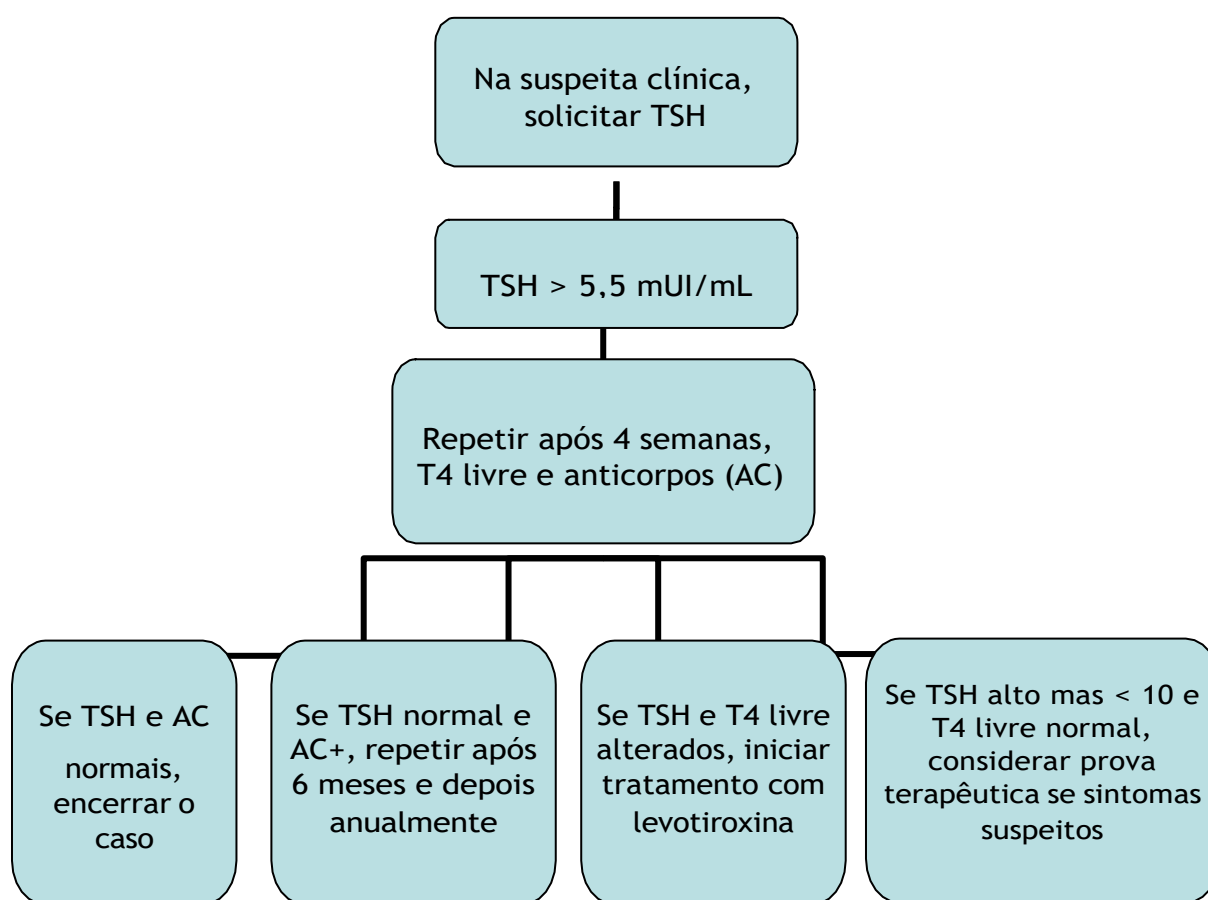 Na suspeita clínica,
solicitar TSH
TSH > 5,5 mUI/mL
Repetir após 4 semanas,
T4 livre e anticorpos (AC)
Se TSH e AC
normais,
encerrar o
caso
Se TSH normal e
AC+, repetir após
6 meses e depois
anualmente
Se TSH e T4 livre
alterados, iniciar
tratamento com
levotiroxina
Se TSH alto mas < 10 e
T4 livre normal,
considerar prova
terapêutica se sintomas
suspeitos